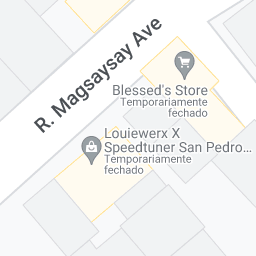 R. Magsaysay Ave
Blessed's Store
Temporariamente
fechado
Louiewerx X
Speedtuner San Pedro...
Temporariamente
fechado